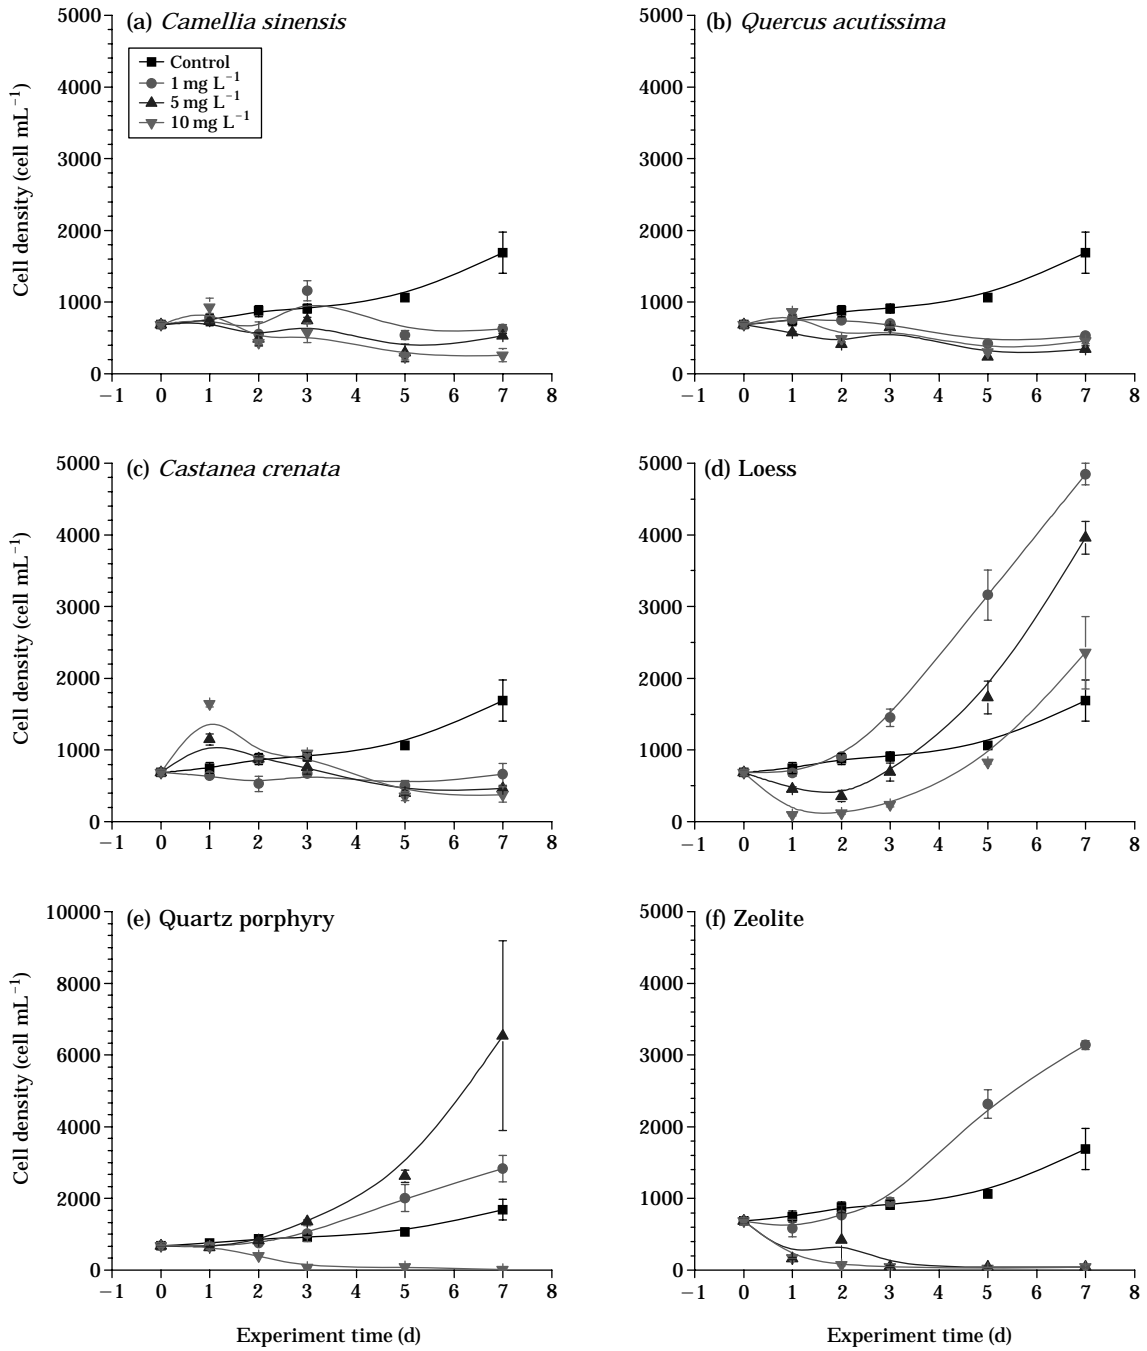 (a) Camellia sinensis
Control
1 mg L⁻¹
5 mg L⁻¹
10 mg L⁻¹
Cell density (cell mL⁻¹)
5000
4000
3000
2000
1000
0
−1 0 1 2 3 4 5 6 7 8
(b) Quercus acutissima
5000
4000
3000
2000
1000
0
−1 0 1 2 3 4 5 6 7 8
(c) Castanea crenata
Cell density (cell mL⁻¹)
5000
4000
3000
2000
1000
0
−1 0 1 2 3 4 5 6 7 8
(d) Loess
5000
4000
3000
2000
1000
0
−1 0 1 2 3 4 5 6 7 8
(e) Quartz porphyry
Cell density (cell mL⁻¹)
10000
8000
6000
4000
2000
0
−1 0 1 2 3 4 5 6 7 8
Experiment time (d)
(f) Zeolite
5000
4000
3000
2000
1000
0
−1 0 1 2 3 4 5 6 7 8
Experiment time (d)